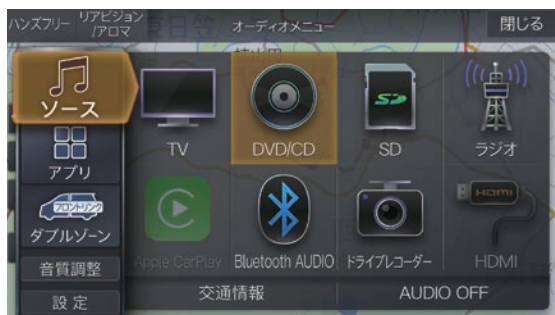 ハンズフリー
リアビジョン
/アロマ
オーディオメニュー
閉じる
ソース
TV
DVD/CD
SD
ラジオ
アプリ
フロントリンク
ダブルゾーン
Apple CarPlay
Bluetooth AUDIO
ドライブレコーダー
HDMI
HDMI
音質調整
設 定
交通情報
AUDIO OFF